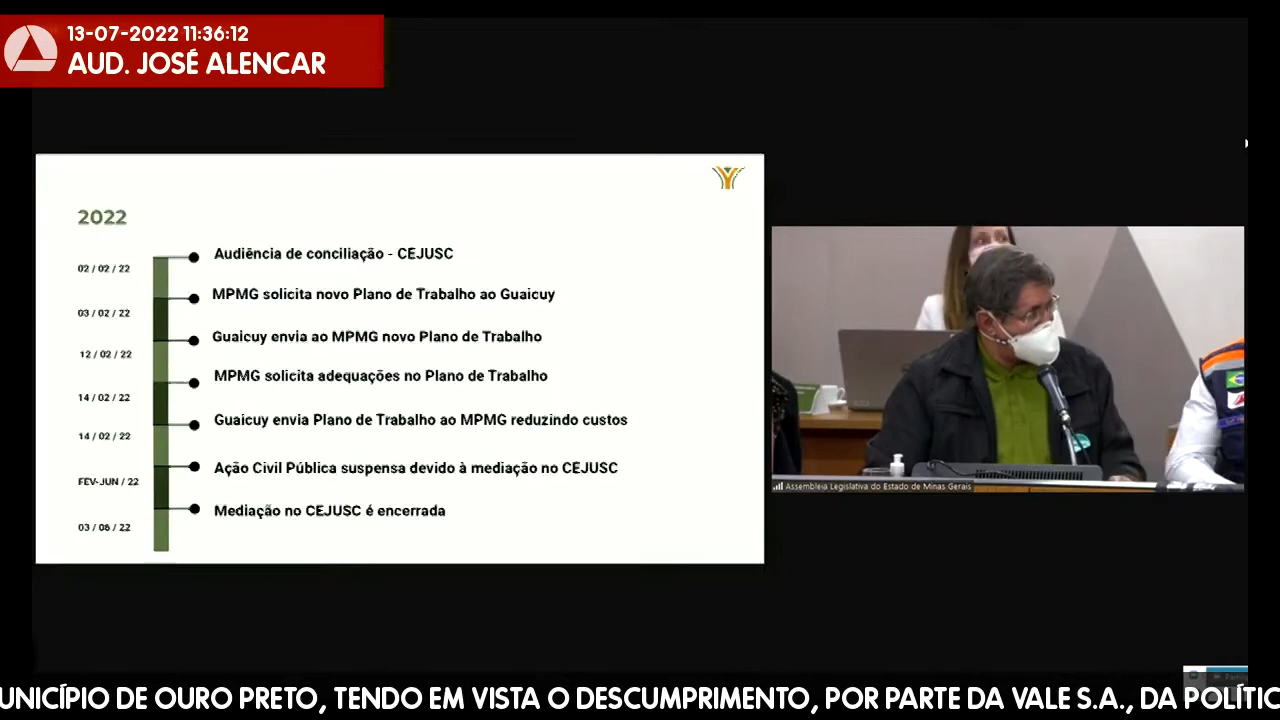 13-07-2022 11:36:12
AUD. JOSÉ ALENCAR
2022
02 / 02 / 22
Audiência de conciliação - CEJUSC
03 / 02 / 22
MPMG solicita novo Plano de Trabalho ao Guaicuy
12 / 02 / 22
Guaicuy envia ao MPMG novo Plano de Trabalho
14 / 02 / 22
MPMG solicita adequações no Plano de Trabalho
14 / 02 / 22
Guaicuy envia Plano de Trabalho ao MPMG reduzindo custos
FEV-JUN / 22
Ação Civil Pública suspensa devido à mediação no CEJUSC
03 / 06 / 22
Mediação no CEJUSC é encerrada
Assembleia Legislativa do Estado de Minas Gerais
UNICÍPIO DE OURO PRETO, TENDO EM VISTA O DESCUMPRIMENTO, POR PARTE DA VALE S.A., DA POLÍTIC